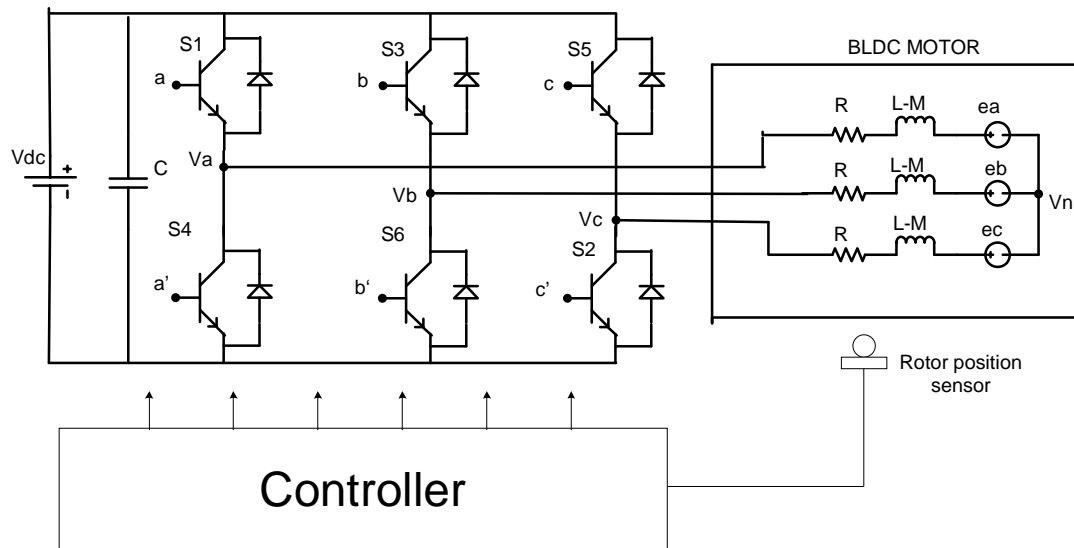 S1
S3
S5
BLDC MOTOR
a
b
c
R
L-M
ea
Vdc
+
-
C
Va
Vb
Vc
R
L-M
eb
Vn
S4
S6
S2
R
L-M
ec
a'
b'
c'
Rotor position
sensor
Controller